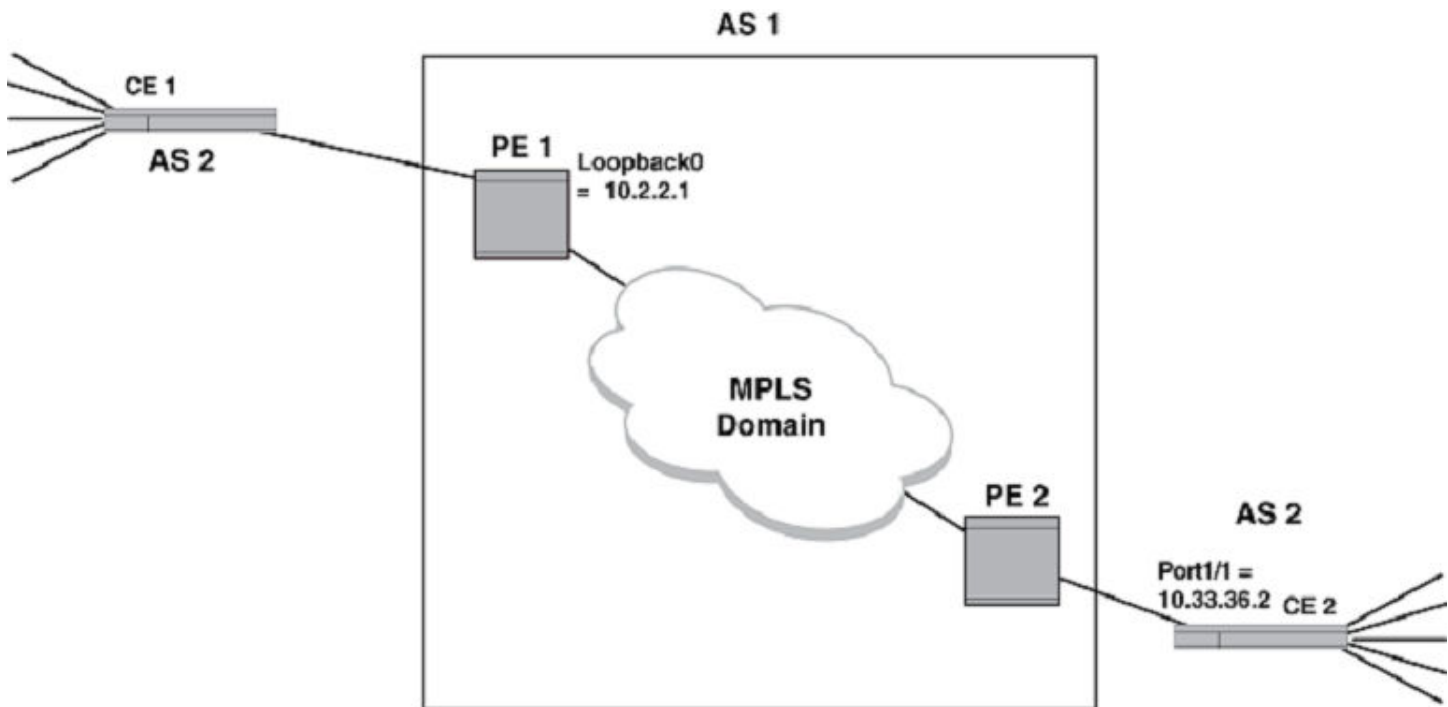 AS 1
CE 1
AS 2
PE 1
Loopback0
= 10.2.2.1
MPLS
Domain
PE 2
AS 2
Port1/1 =
10.33.36.2
CE 2